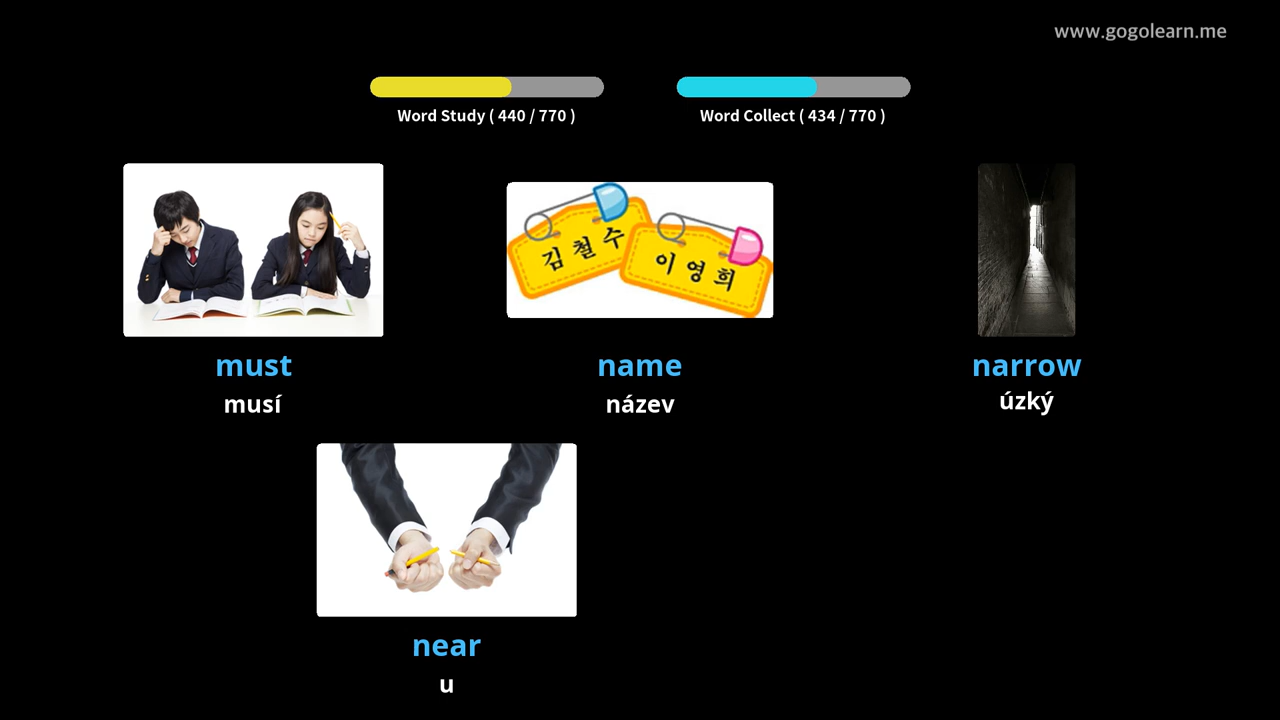 www.gogolearn.me
Word Study ( 440 / 770 )
Word Collect ( 434 / 770 )
김철수
이영희
must
name
narrow
musí
název
úzký
near
u